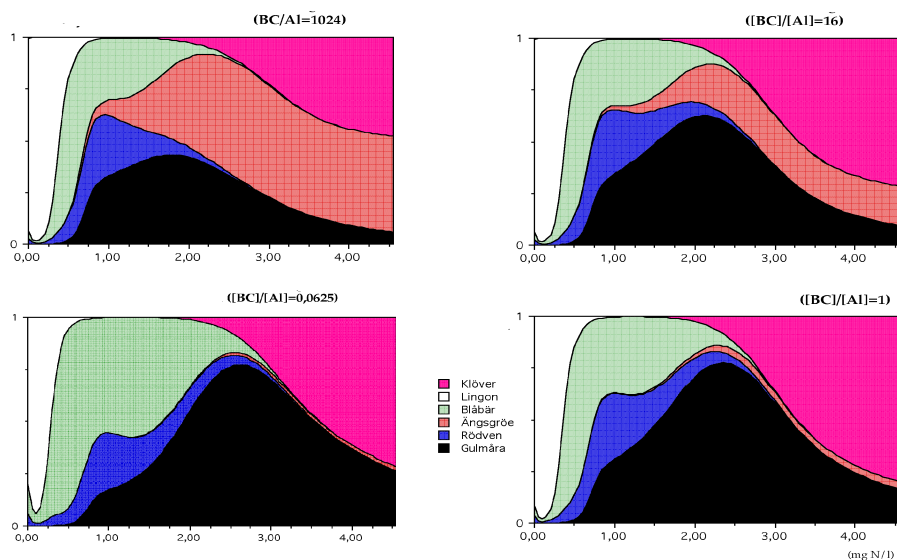 (BC/Al=1024)
([BC]/[Al]=16)
1
0
0,00 1,00 2,00 3,00 4,00
1
0
0,00 1,00 2,00 3,00 4,00
([BC]/[Al]=0,0625)
([BC]/[Al]=1)
1
0
0,00 1,00 2,00 3,00 4,00
Klöver
Lingon
Blåbär
Ängsgröe
Rödven
Gulmåra
1
0
0,00 1,00 2,00 3,00 4,00
(mg N/l)